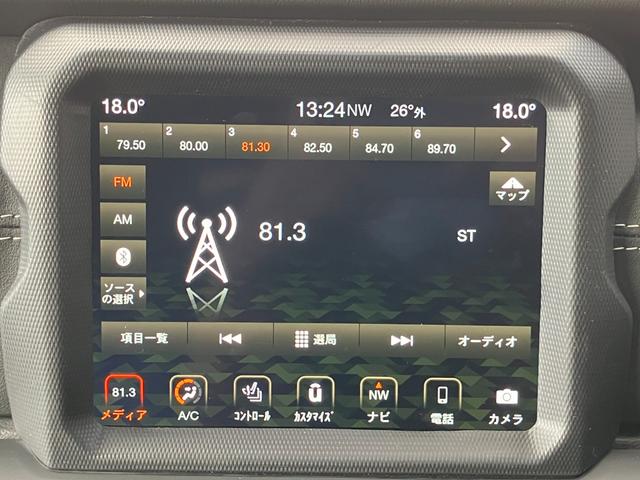 18.0° 13:24 NW 26°外 18.0°
1 79.50 2 80.00 3 81.30 4 82.50 5 84.70 6 89.70 >
FM
マップ
AM
81.3 ST
ソース
の選択
項目一覧 選局 オーディオ
81.3 NW
メディア A/C ｺﾝﾄﾛｰﾙ ｶｽﾀﾏｲｽﾞ ナビ 電話 カメラ